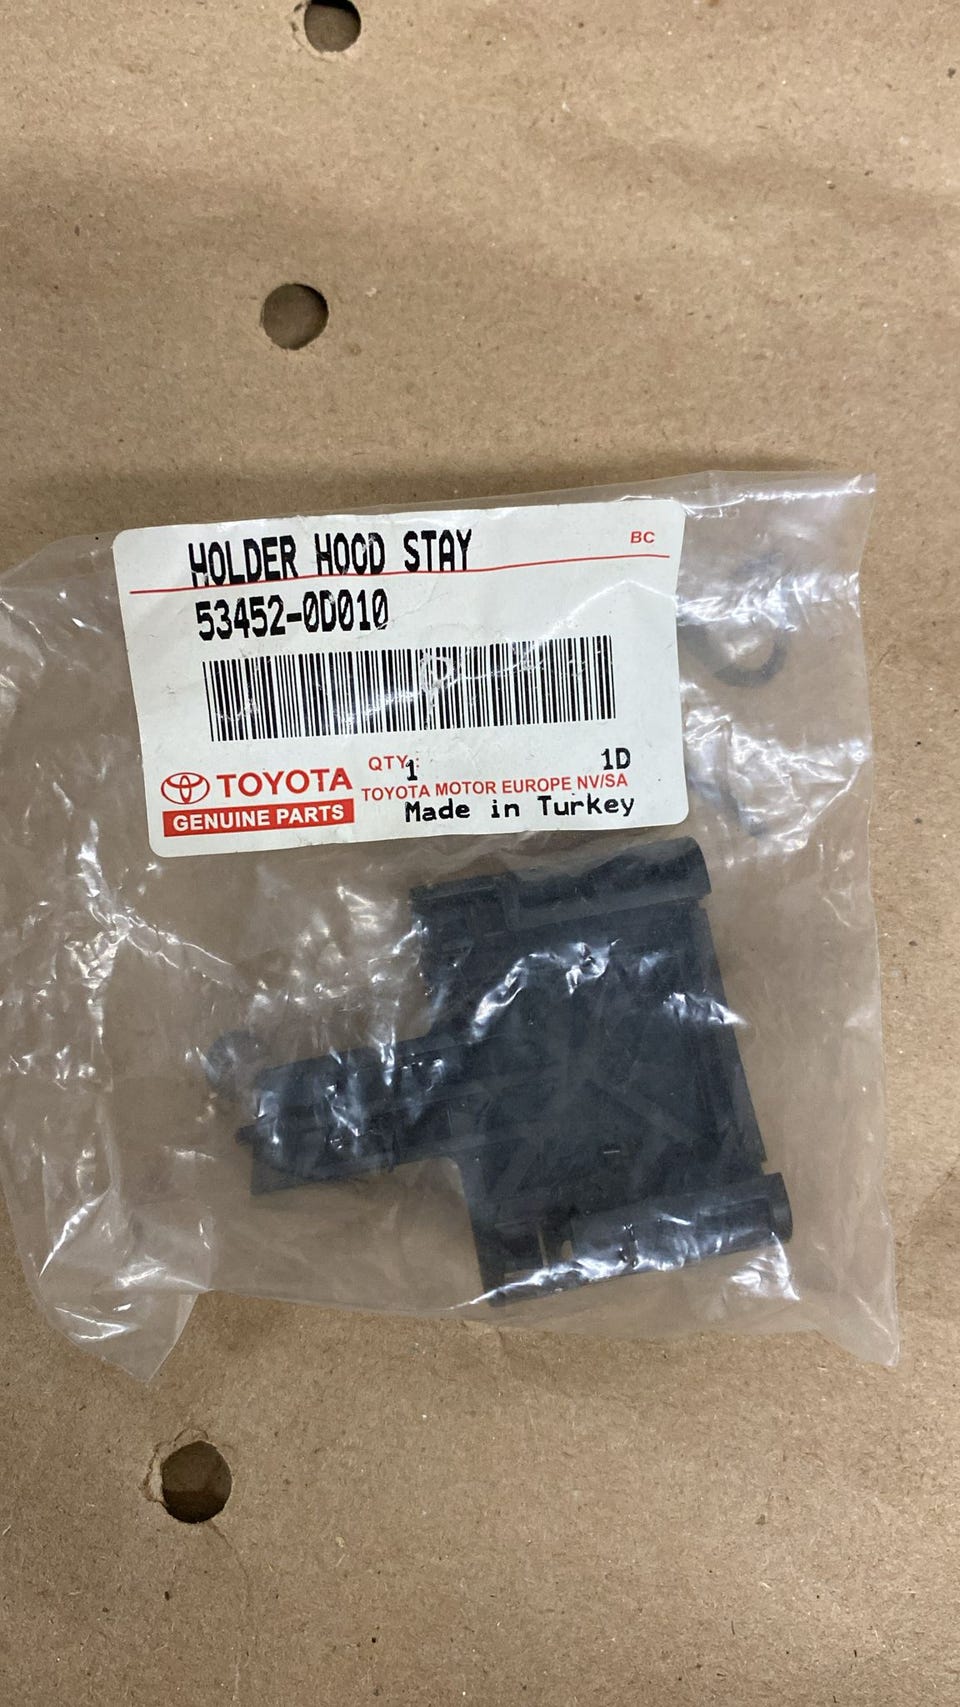 HOLDER HOOD STAY
BC
53452-0D010
QTY: 1 1D
TOYOTA TOYOTA MOTOR EUROPE NV/SA
GENUINE PARTS Made in Turkey